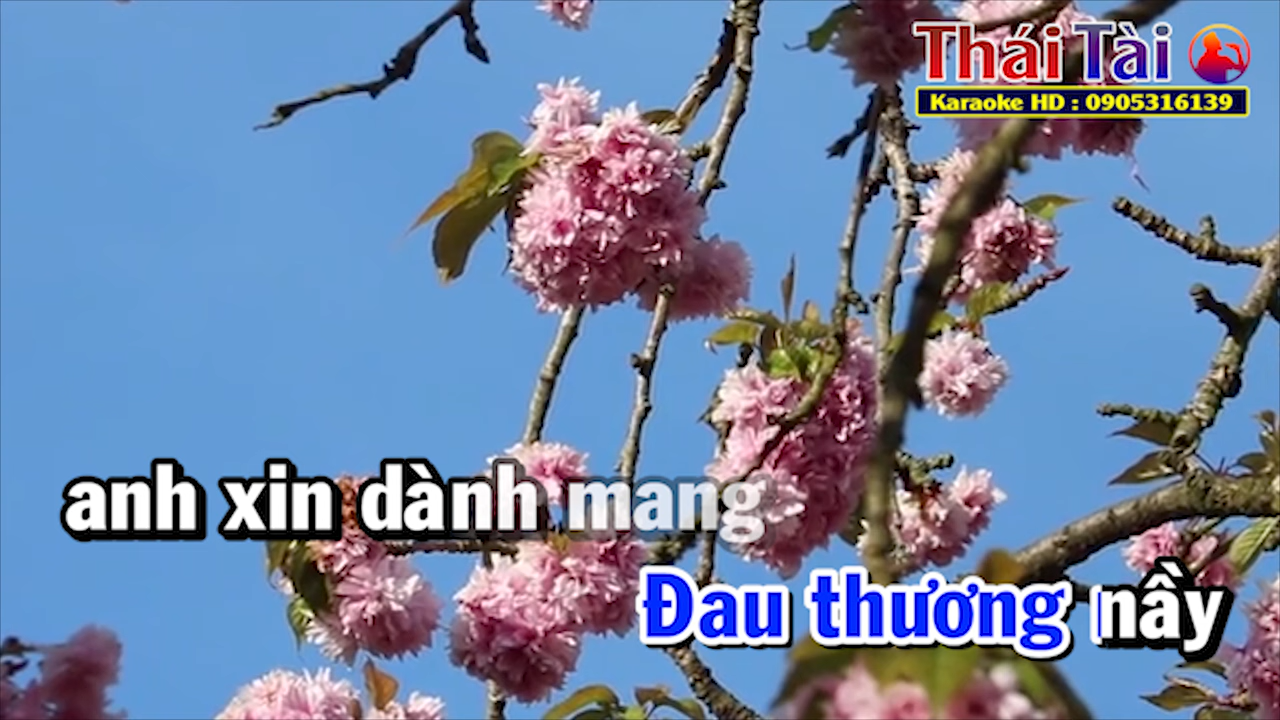 Thái Tài
Karaoke HD : 0905316139
anh xin dành mang
Đau thương nầy